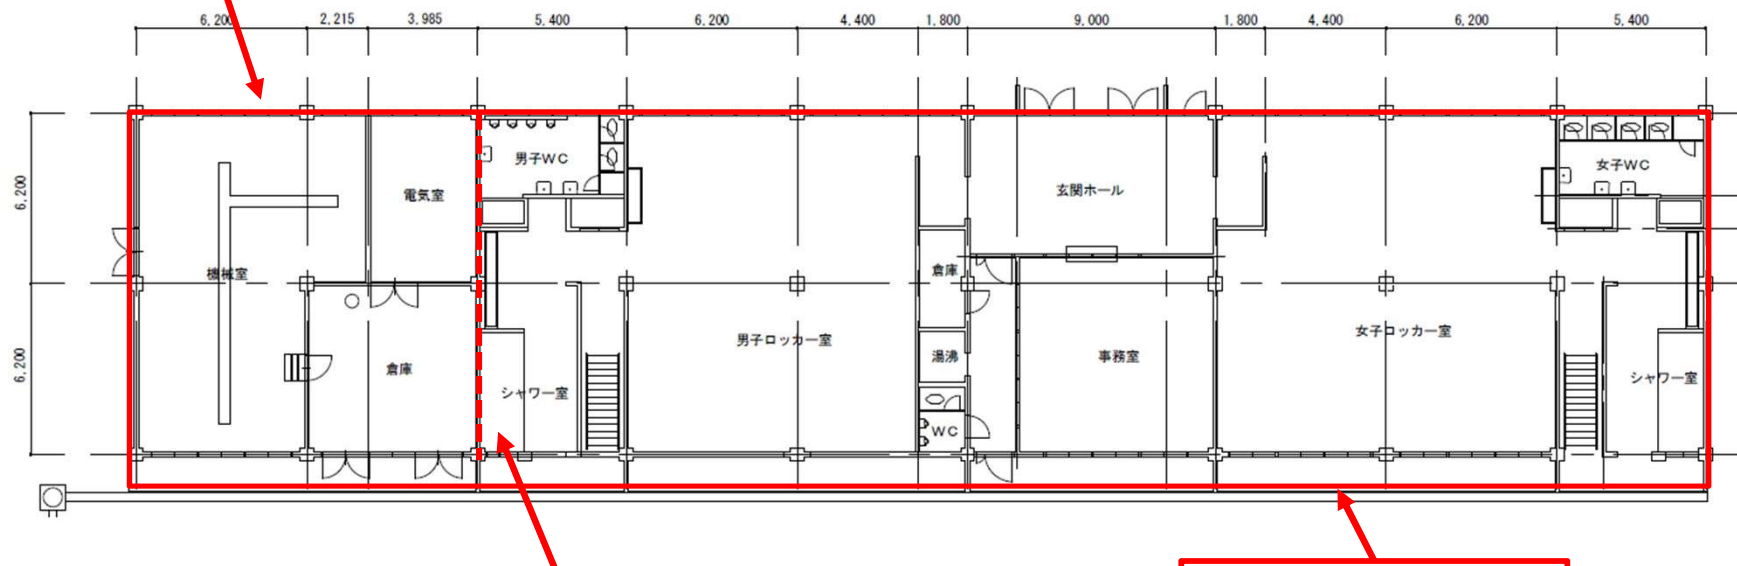 6,200 2,215 3,985 5,400 6,200 4,400 1,800 9,000 1,800 4,400 6,200 5,400
6,200
6,200
男子WC
女子WC
電気室
玄関ホール
機械室
倉庫
男子ロッカー室
女子ロッカー室
湯沸
事務室
倉庫
シャワー室
シャワー室
WC